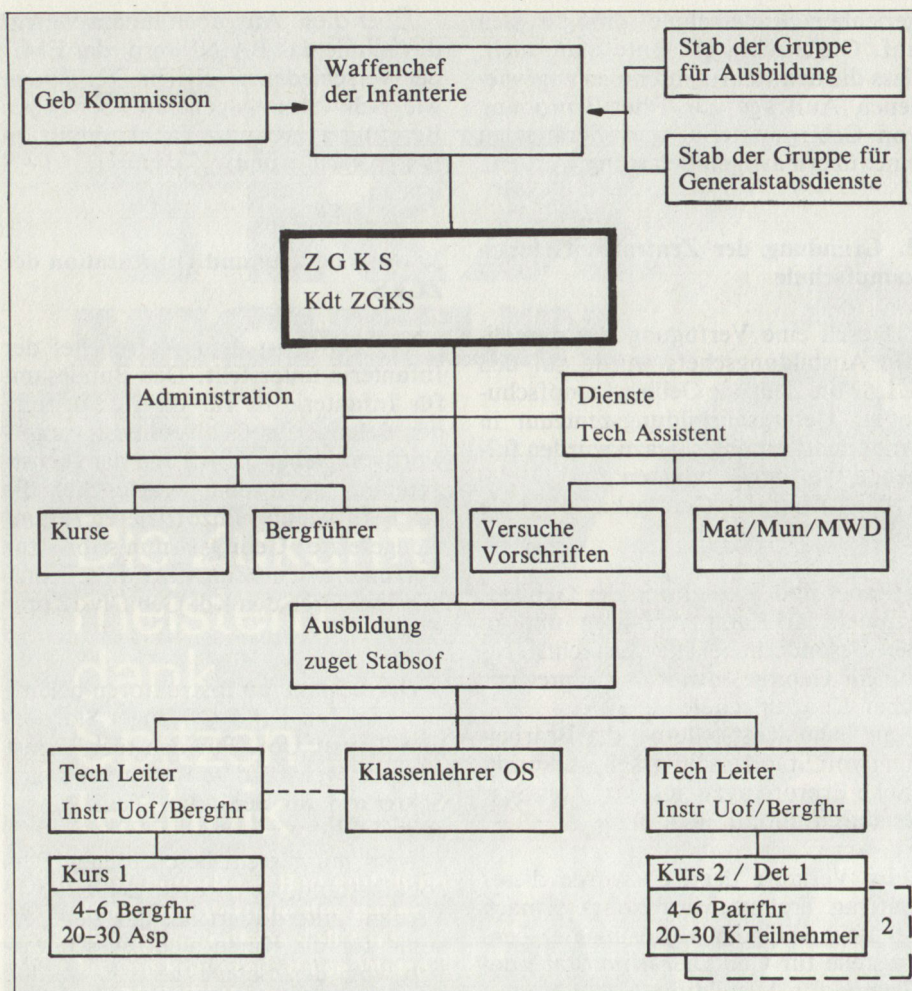 Geb Kommission
Waffenchef
der Infanterie
Stab der Gruppe
für Ausbildung
Stab der Gruppe für
Generalstabsdienste
Z G K S
Kdt ZGKS
Administration
Dienste
Tech Assistent
Kurse
Bergführer
Versuche
Vorschriften
Mat/Mun/MWD
Ausbildung
zuget Stabsof
Tech Leiter
Instr Uof/Bergfhr
Klassenlehrer OS
Tech Leiter
Instr Uof/Bergfhr
Kurs 1
4-6 Bergfhr
20–30 Asp
Kurs 2 / Det 1
4–6 Patrfhr
20–30 K Teilnehmer
2